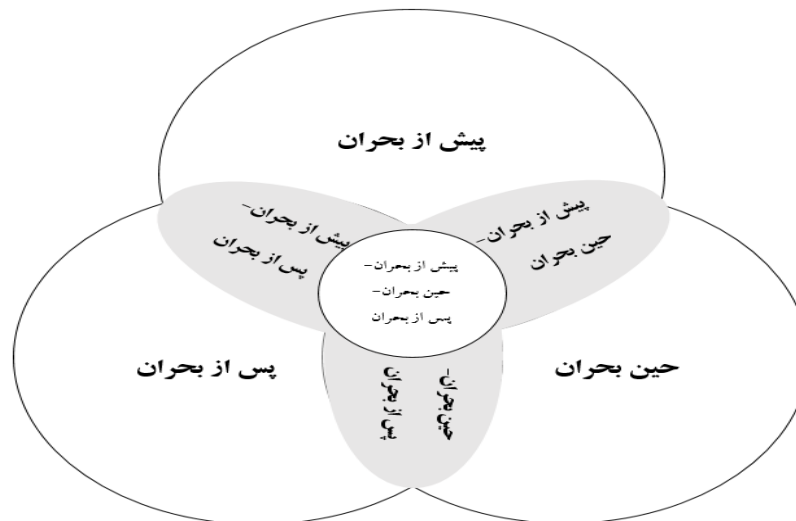 پیش از بحران
پیش از بحران-
حین بحران
پیش از بحران-
پس از بحران
پیش از بحران-
حین بحران-
پس از بحران
حین بحران
پس از بحران
حین بحران-
پس از بحران